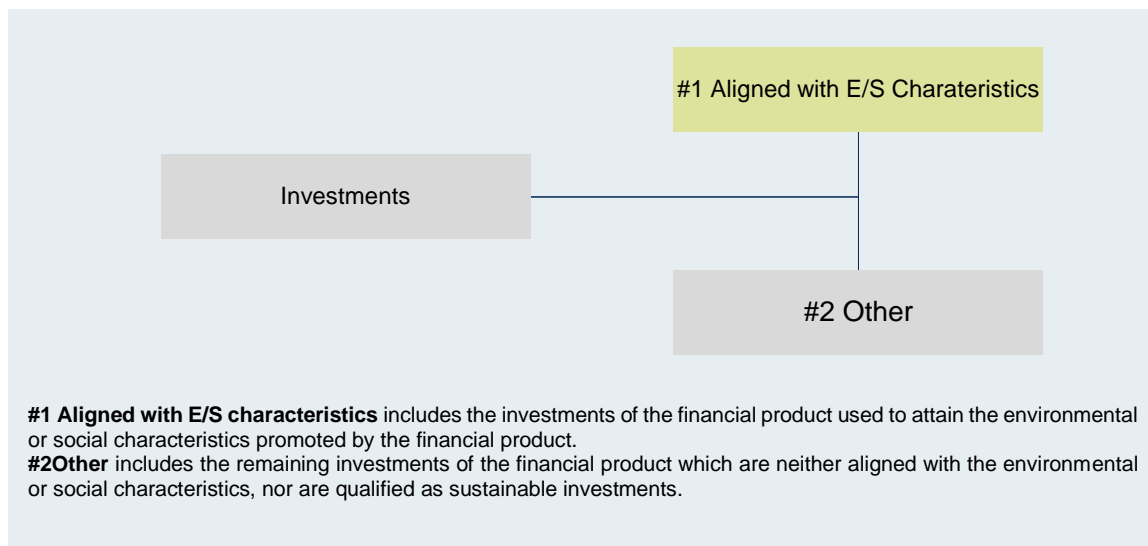 #1 Aligned with E/S Charateristics
Investments
#2 Other
#1 Aligned with E/S characteristics includes the investments of the financial product used to attain the environmental
or social characteristics promoted by the financial product.
#2Other includes the remaining investments of the financial product which are neither aligned with the environmental
or social characteristics, nor are qualified as sustainable investments.